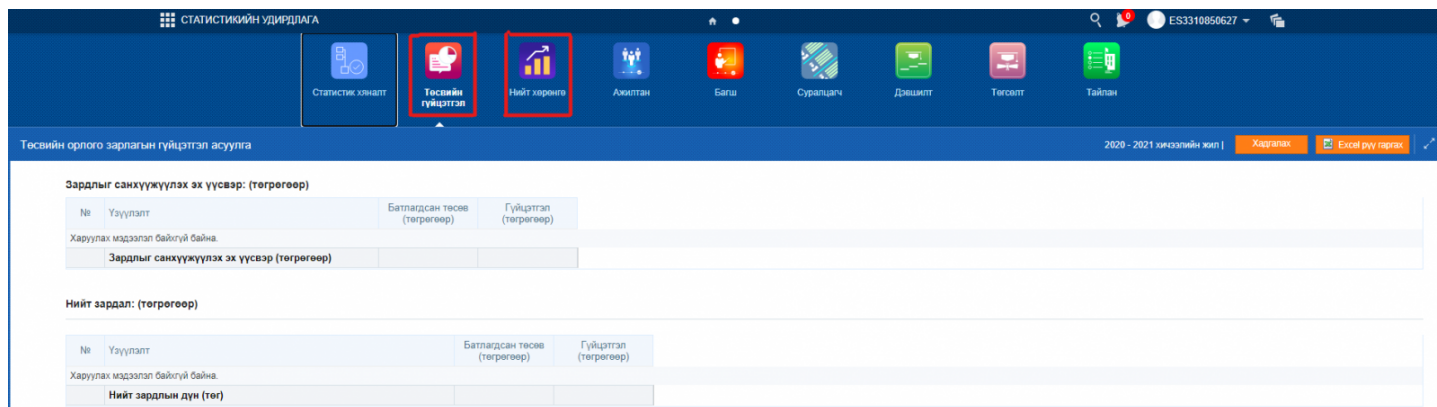 СТАТИСТИКИЙН УДИРДЛАГА
0
ES3310850627
Статистик хяналт
Төсвийн гүйцэтгэл
Нийт хөрөнгө
Ажилтан
Багш
Суралцагч
Дэвшилт
Төгсөлт
Тайлан
Төсвийн орлого зарлагын гүйцэтгэл асуулга
2020 - 2021 хичээлийн жил |
Хадгалах
Excel рүү гаргах
Зардлыг санхүүжүүлэх эх үүсвэр: (төгрөгөөр)
№ Үзүүлэлт Батлагдсан төсөв (төгрөгөөр) Гүйцэтгэл (төгрөгөөр)
Харуулах мэдээлэл байхгүй байна.
Зардлыг санхүүжүүлэх эх үүсвэр (төгрөгөөр)
Нийт зардал: (төгрөгөөр)
№ Үзүүлэлт Батлагдсан төсөв (төгрөгөөр) Гүйцэтгэл (төгрөгөөр)
Харуулах мэдээлэл байхгүй байна.
Нийт зардлын дүн (төг)